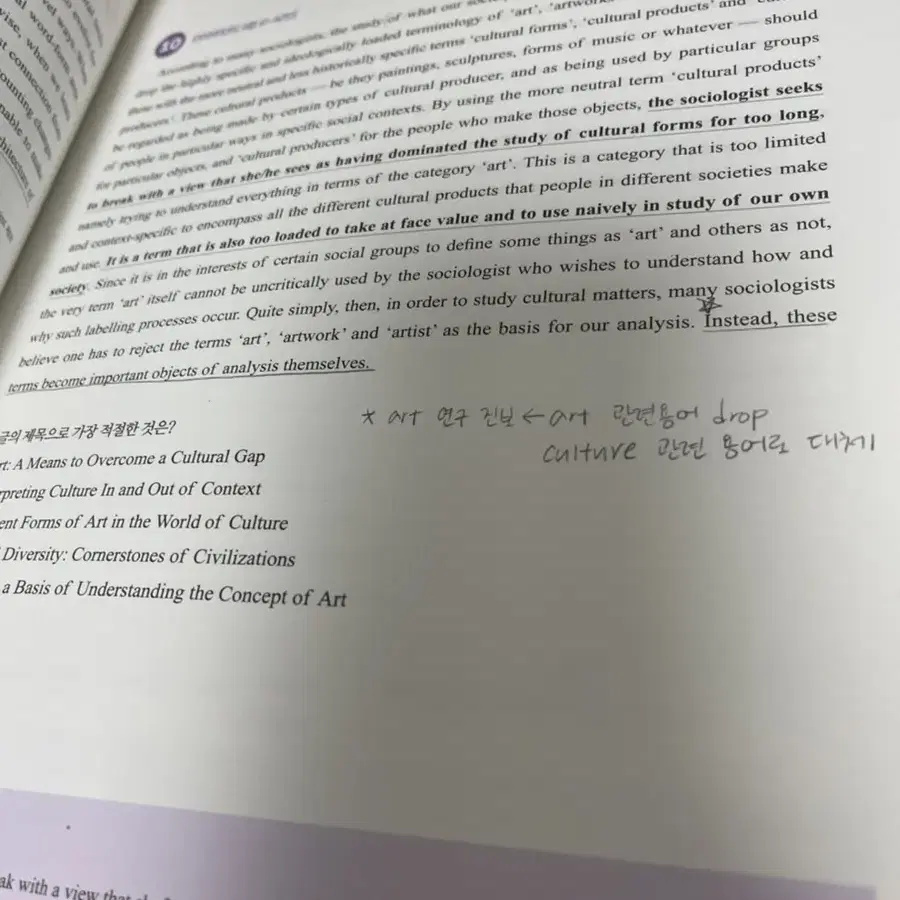 10
According to many sociologists, the study of what our
drop the highly specific and ideologically loaded terminology of 'art',
those with the more neutral and less historically specific terms 'cultural forms', 'cultural products' and
producers'. These cultural products — be they paintings, sculptures, forms of music or whatever — should
be regarded as being made by certain types of cultural producer, and as being used by particular groups
of people in particular ways in specific social contexts. By using the more neutral term 'cultural products'
for particular objects, and 'cultural producers' for the people who make those objects, the sociologist seeks
to break with a view that she/he sees as having dominated the study of cultural forms for too long,
namely trying to understand everything in terms of the category 'art'. This is a category that is too limited
and context-specific to encompass all the different cultural products that people in different societies make
and use. It is a term that is also too loaded to take at face value and to use naively in study of our own
society. Since it is in the interests of certain social groups to define some things as 'art' and others as not,
the very term 'art' itself cannot be uncritically used by the sociologist who wishes to understand how and
why such labelling processes occur. Quite simply, then, in order to study cultural matters, many sociologists
believe one has to reject the terms 'art', 'artwork' and 'artist' as the basis for our analysis. Instead, these
terms become important objects of analysis themselves.
* art 연구 진보 ← art 관련용어 drop
culture 관련 용어로 대체
글의 제목으로 가장 적절한 것은?
rt: A Means to Overcome a Cultural Gap
rpreting Culture In and Out of Context
ent Forms of Art in the World of Culture
Diversity: Cornerstones of Civilizations
a Basis of Understanding the Concept of Art
ak with a view that